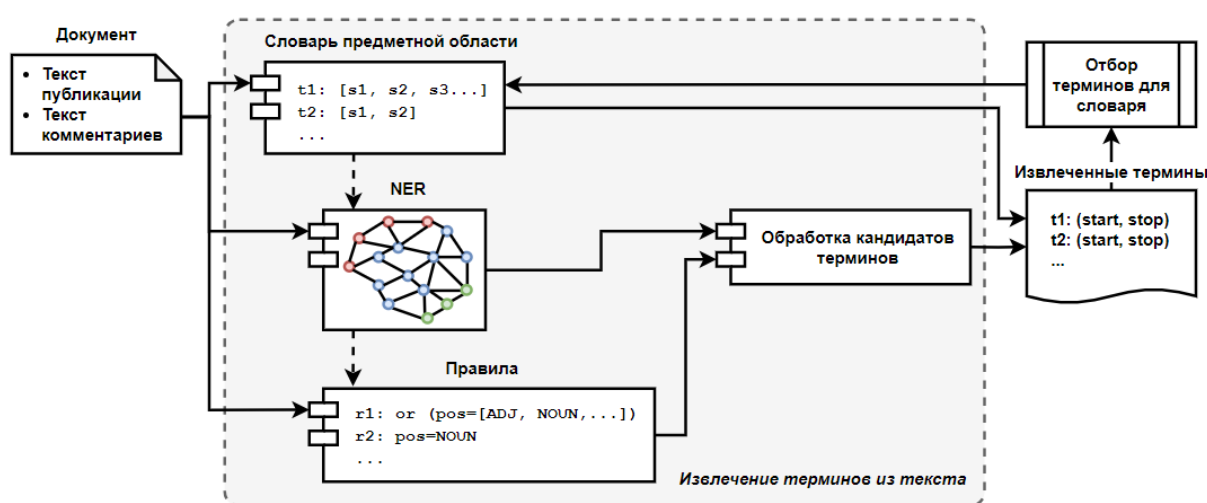 Документ
• Текст
публикации
• Текст
комментариев
Словарь предметной области
t1: [s1, s2, s3...]
t2: [s1, s2]
...
NER
Правила
r1: or (pos=[ADJ, NOUN,...])
r2: pos=NOUN
...
Обработка кандидатов
терминов
Отбор
терминов для
словаря
Извлеченные термины
t1: (start, stop)
t2: (start, stop)
...
Извлечение терминов из текста